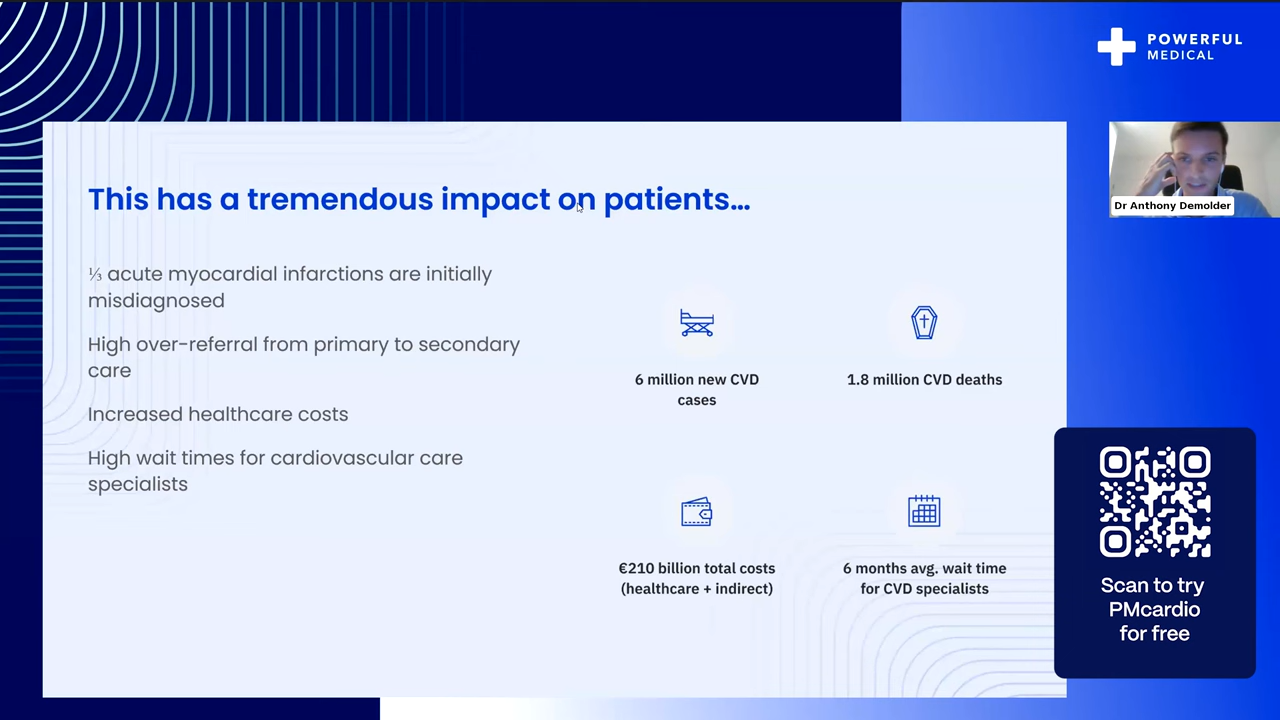 POWERFUL
MEDICAL
Dr Anthony Demolder
This has a tremendous impact on patients...
⅓ acute myocardial infarctions are initially
misdiagnosed
High over-referral from primary to secondary
care
Increased healthcare costs
High wait times for cardiovascular care
specialists
6 million new CVD
cases
1.8 million CVD deaths
€210 billion total costs
(healthcare + indirect)
6 months avg. wait time
for CVD specialists
Scan to try
PMcardio
for free